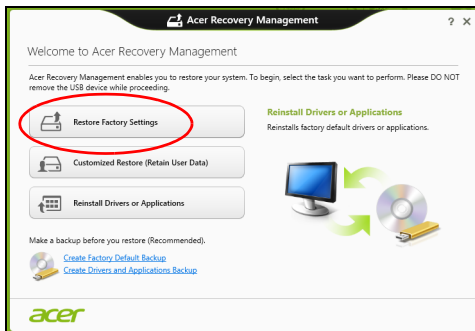 Acer Recovery Management
? ×
Welcome to Acer Recovery Management
Acer Recovery Management enables you to restore your system. To begin, select the task you want to perform. Please DO NOT
remove the USB device while proceeding.
Restore Factory Settings
Customized Restore (Retain User Data)
Reinstall Drivers or Applications
Reinstall Drivers or Applications
Reinstalls factory default drivers or applications.
Make a backup before you restore (Recommended).
Create Factory Default Backup
Create Drivers and Applications Backup
acer